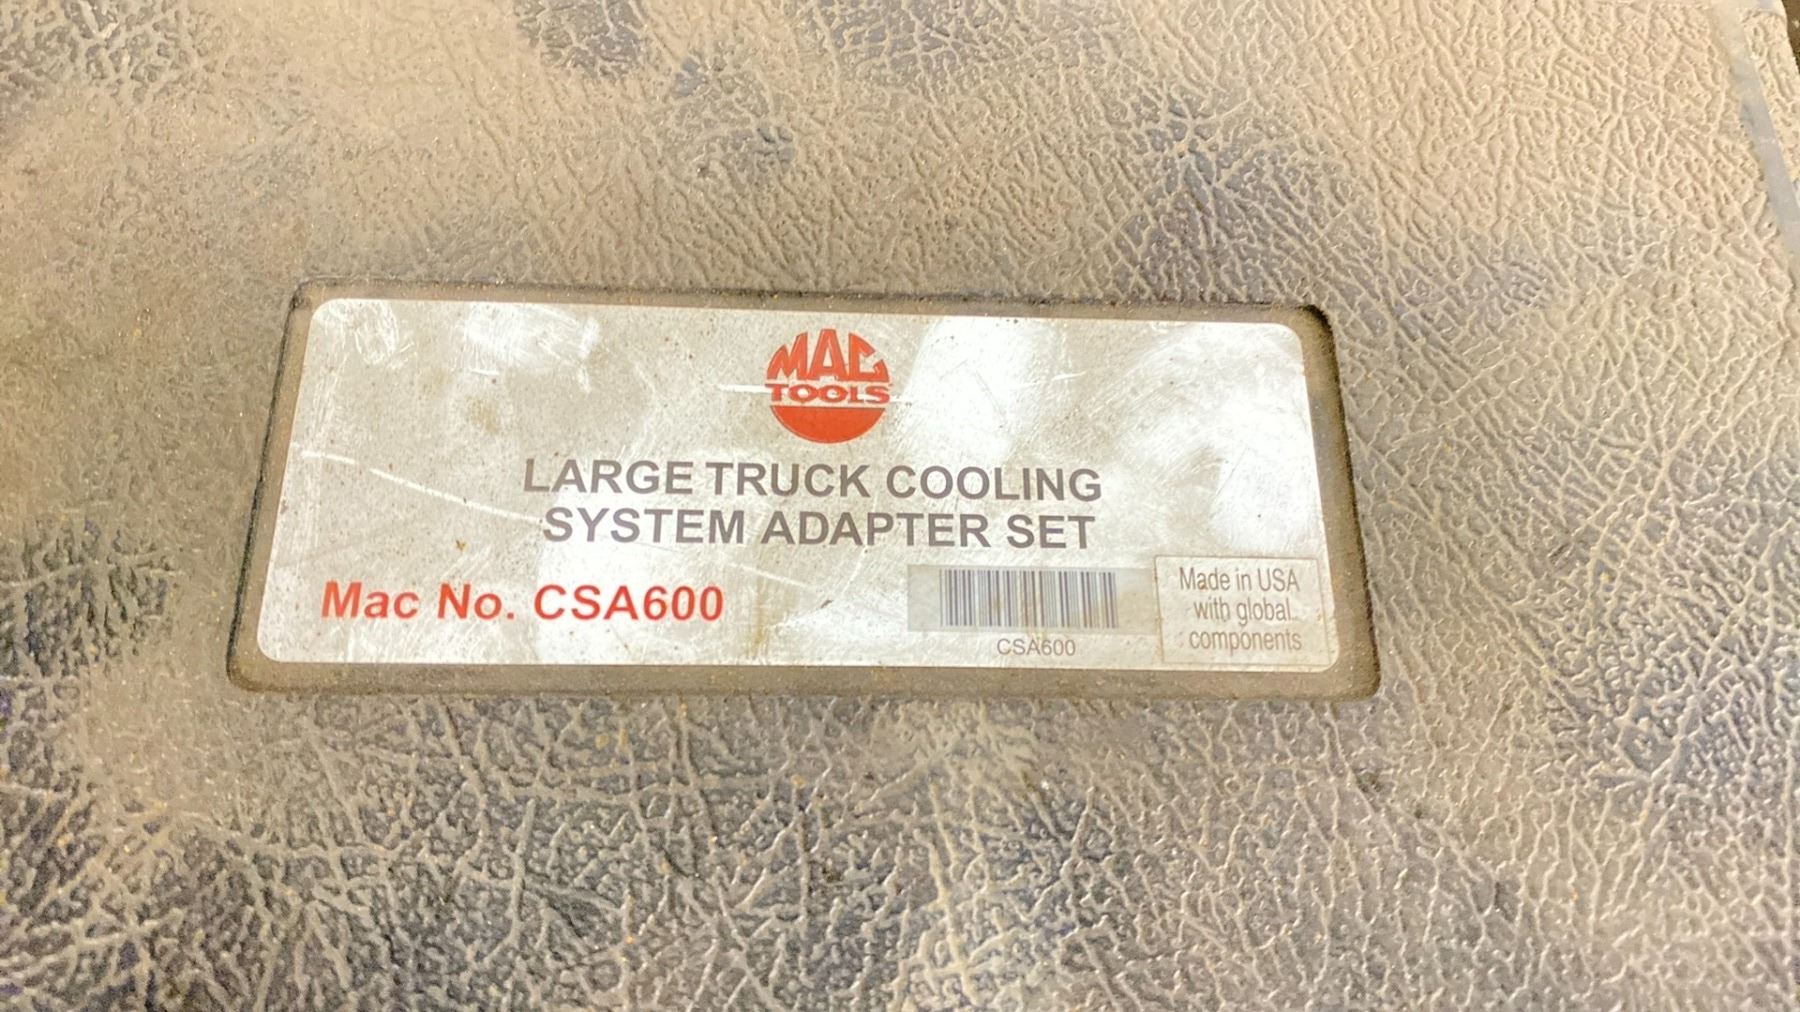 MAC
TOOLS
LARGE TRUCK COOLING
SYSTEM ADAPTER SET
Mac No. CSA600
CSA600
Made in USA
with global
components